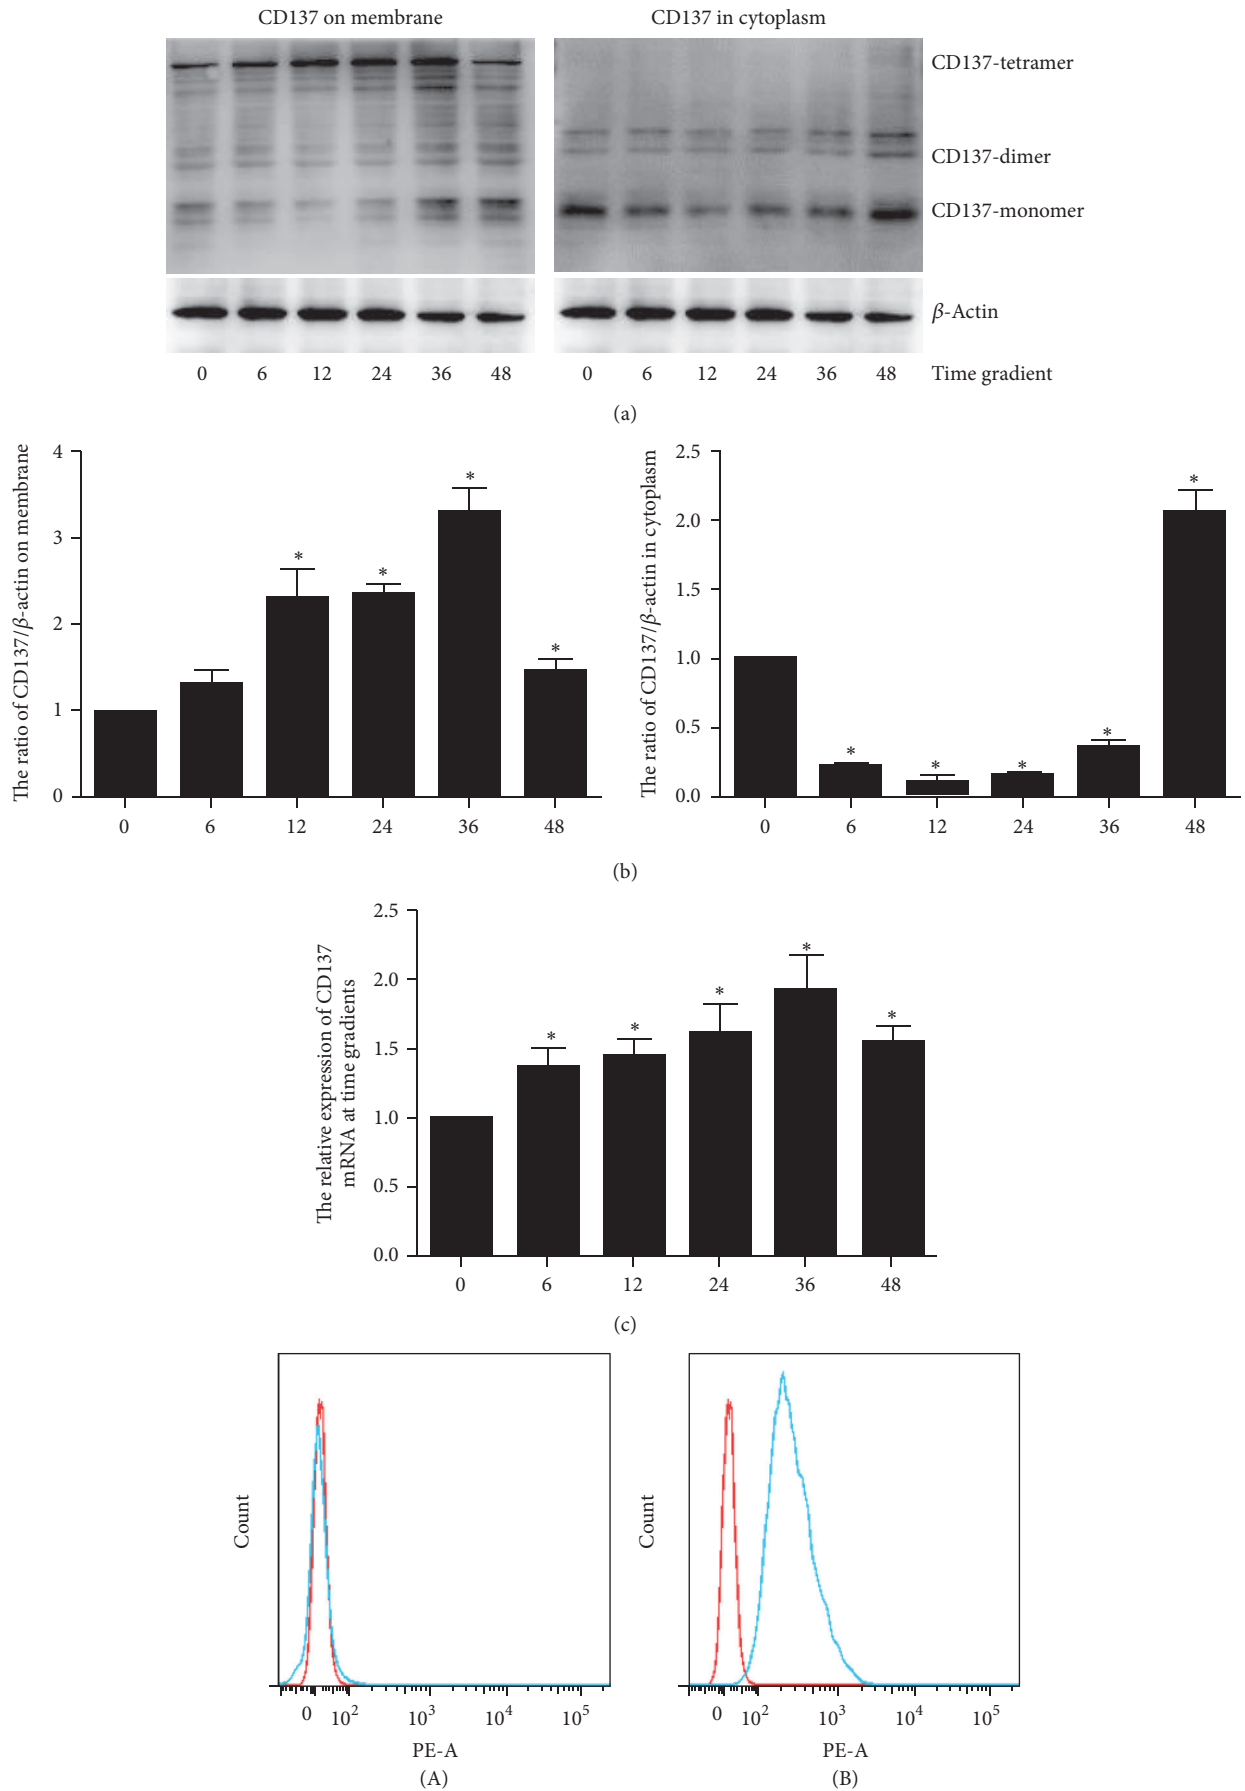 CD137 on membrane
CD137 in cytoplasm
CD137-tetramer
CD137-dimer
CD137-monomer
β-Actin
0 6 12 24 36 48
0 6 12 24 36 48
Time gradient
(a)
The ratio of CD137/β-actin on membrane
4
3
2
1
0
* * * *
0 6 12 24 36 48
The ratio of CD137/β-actin in cytoplasm
2.5
2.0
1.5
1.0
0.5
0.0
* * * * *
0 6 12 24 36 48
(b)
The relative expression of CD137
mRNA at time gradients
2.5
2.0
1.5
1.0
0.5
0.0
* * * * *
0 6 12 24 36 48
(c)
Count
0 10² 10³ 10⁴ 10⁵
PE-A
(A)
Count
0 10² 10³ 10⁴ 10⁵
PE-A
(B)